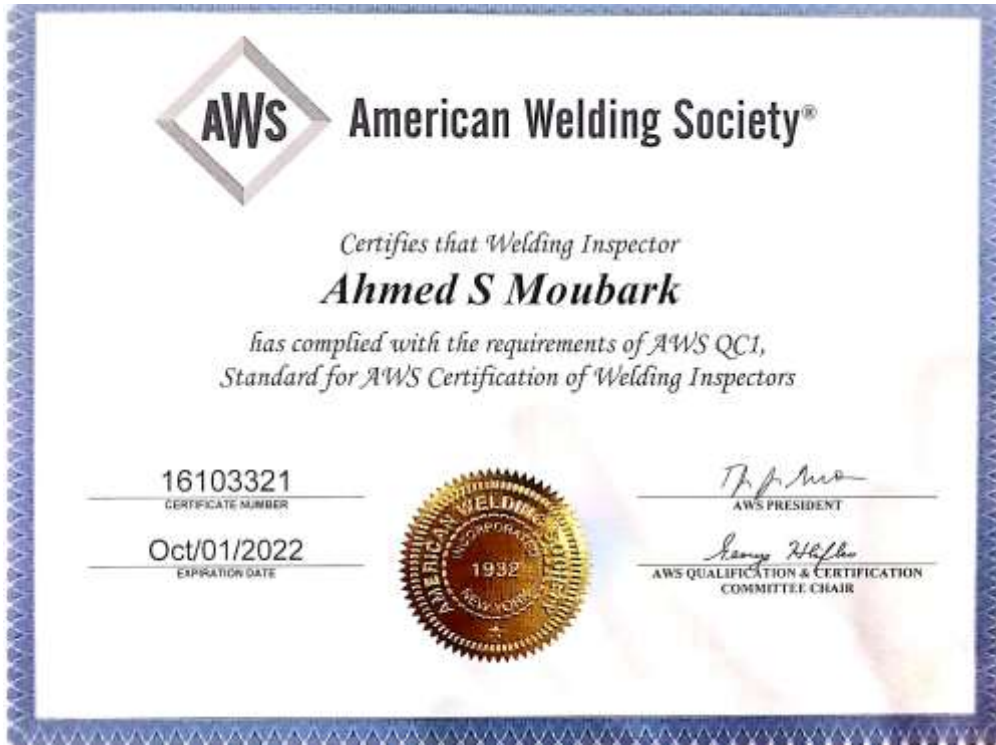 AWS American Welding Society®
Certifies that Welding Inspector
Ahmed S Moubark
has complied with the requirements of AWS QC1,
Standard for AWS Certification of Welding Inspectors
16103321
CERTIFICATE NUMBER
AWS PRESIDENT
Oct/01/2022
EXPIRATION DATE
AWS QUALIFICATION & CERTIFICATION
COMMITTEE CHAIR
AMERICAN WELDING SOCIETY
INCORPORATED
1932
NEW YORK